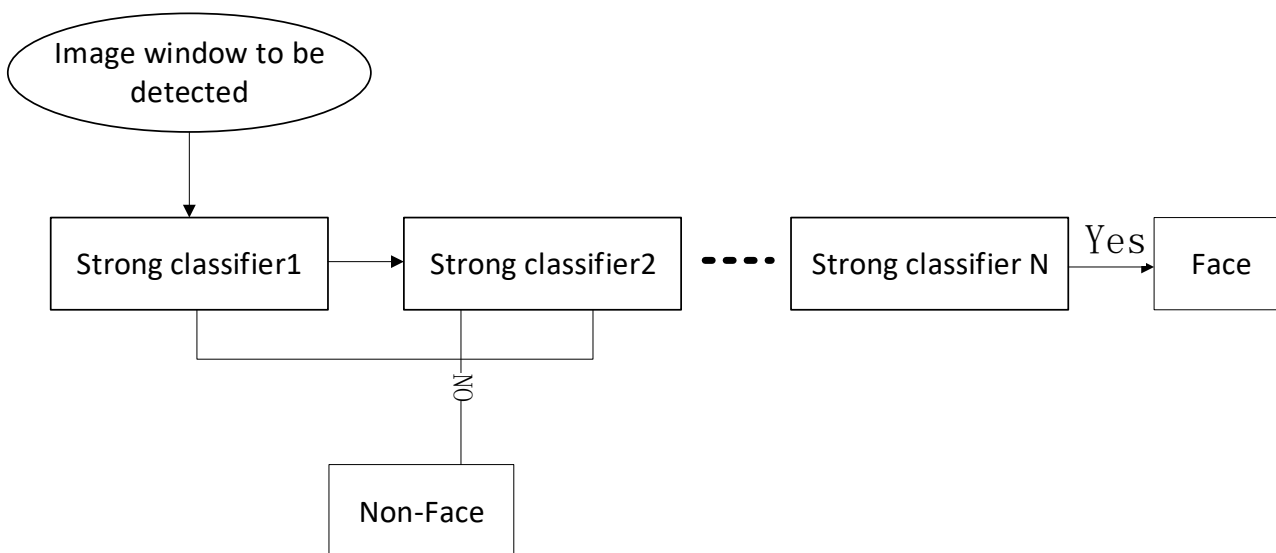 Image window to be
detected
Strong classifier1
Strong classifier2
Strong classifier N
Yes
Face
NO
Non-Face